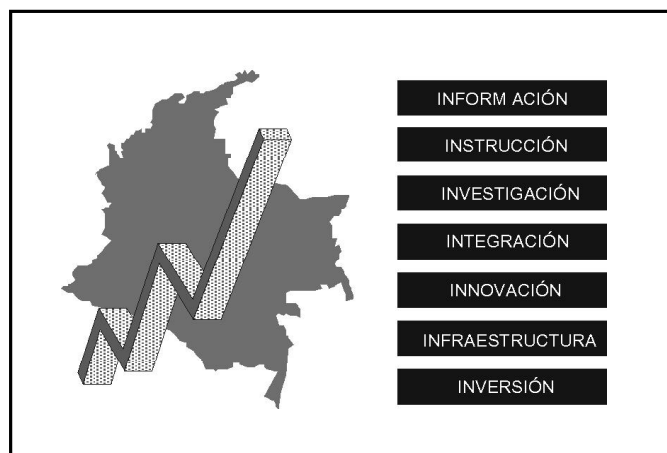 INFORM ACIÓN
INSTRUCCIÓN
INVESTIGACIÓN
INTEGRACIÓN
INNOVACIÓN
INFRAESTRUCTURA
INVERSIÓN